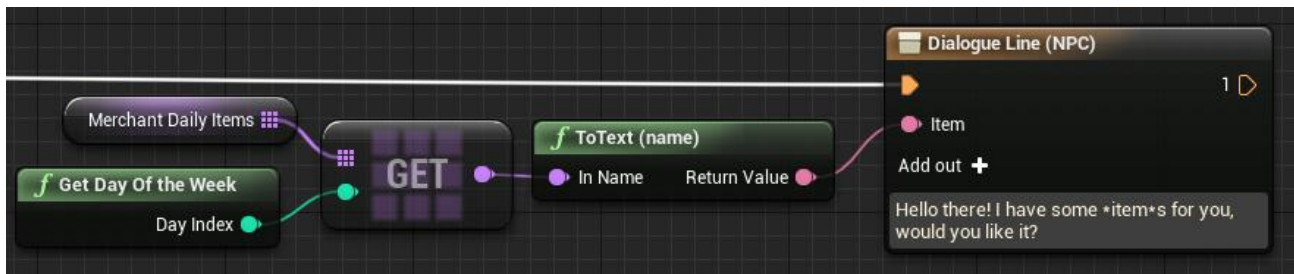 Dialogue Line (NPC)
1
Merchant Daily Items
GET
ToText (name)
Item
In Name
Return Value
Add out +
Get Day Of the Week
Day Index
Hello there! I have some *item*s for you,
would you like it?